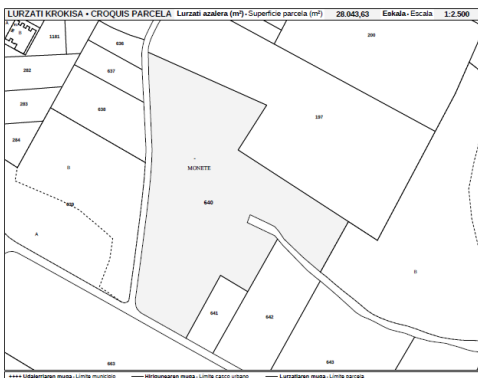 LURZATI KROKISA • CROQUIS PARCELA Lurzati azalera (m²) - Superficie parcela (m²) 28.043,63 Eskala - Escala 1:2.500
A
B
1181
636
200
282
637
283
638
197
284
B
MONETE
640
639
A
B
641
642
683
643
++++ Udalerriaren muga - Límite municipio Hirigunearen muga - Límite casco urbano Lurzatiaren muga - Límite parcela